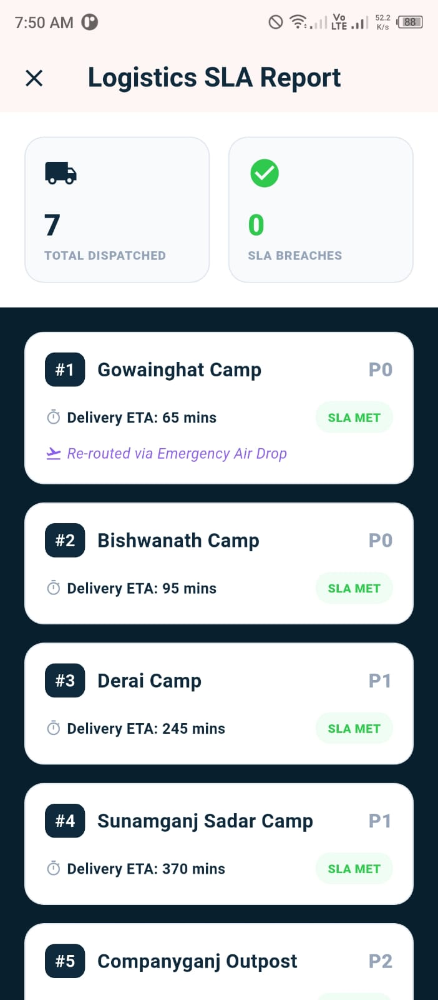 7:50 AM
Vo LTE
52.2 K/s
88
Logistics SLA Report
7
TOTAL DISPATCHED
0
SLA BREACHES
#1 Gowainghat Camp P0
Delivery ETA: 65 mins SLA MET
Re-routed via Emergency Air Drop
#2 Bishwanath Camp P0
Delivery ETA: 95 mins SLA MET
#3 Derai Camp P1
Delivery ETA: 245 mins SLA MET
#4 Sunamganj Sadar Camp P1
Delivery ETA: 370 mins SLA MET
#5 Companyganj Outpost P2